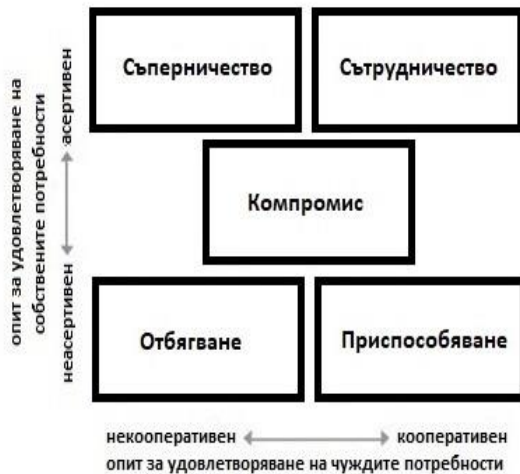 опит за удовлетворяване на
собствените потребности
неасертивен асертивен
Съперничество Сътрудничество
Компромис
Отбягване Приспособяване
некооперативен кооперативен
опит за удовлетворяване на чуждите потребности